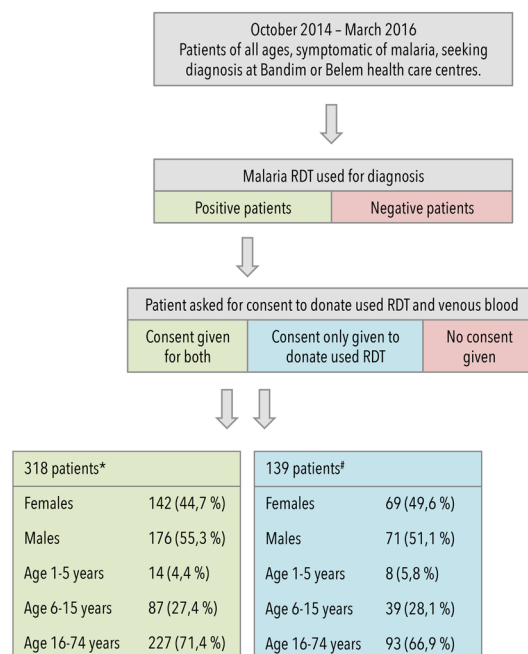 October 2014 – March 2016
Patients of all ages, symptomatic of malaria, seeking
diagnosis at Bandim or Belem health care centres.
Malaria RDT used for diagnosis
Positive patients
Negative patients
Patient asked for consent to donate used RDT and venous blood
Consent given
for both
Consent only given to
donate used RDT
No consent
given
318 patients*
Females 142 (44,7 %)
Males 176 (55,3 %)
Age 1-5 years 14 (4,4 %)
Age 6-15 years 87 (27,4 %)
Age 16-74 years 227 (71,4 %)
139 patients#
Females 69 (49,6 %)
Males 71 (51,1 %)
Age 1-5 years 8 (5,8 %)
Age 6-15 years 39 (28,1 %)
Age 16-74 years 93 (66,9 %)